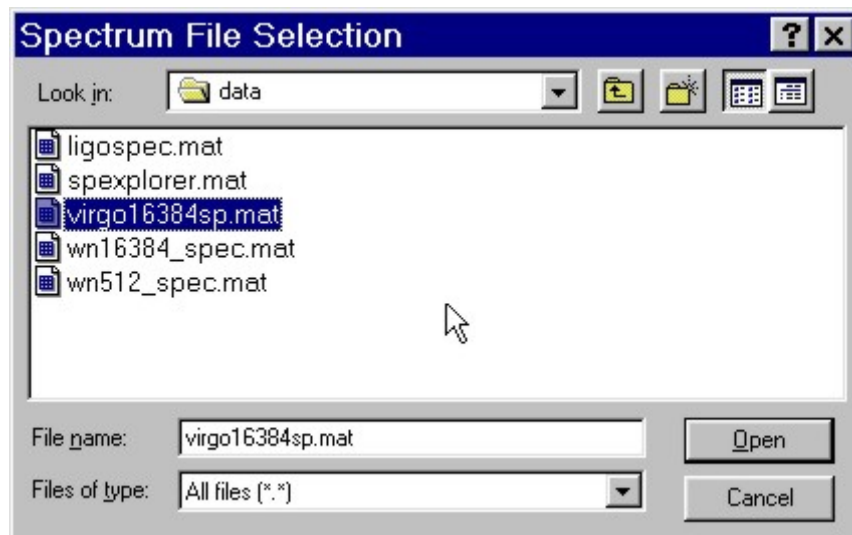 Spectrum File Selection
Look in: data
ligospec.mat
spexplorer.mat
virgo16384sp.mat
wn16384_spec.mat
wn512_spec.mat
File name: virgo16384sp.mat Open
Files of type: All files (*.*) Cancel